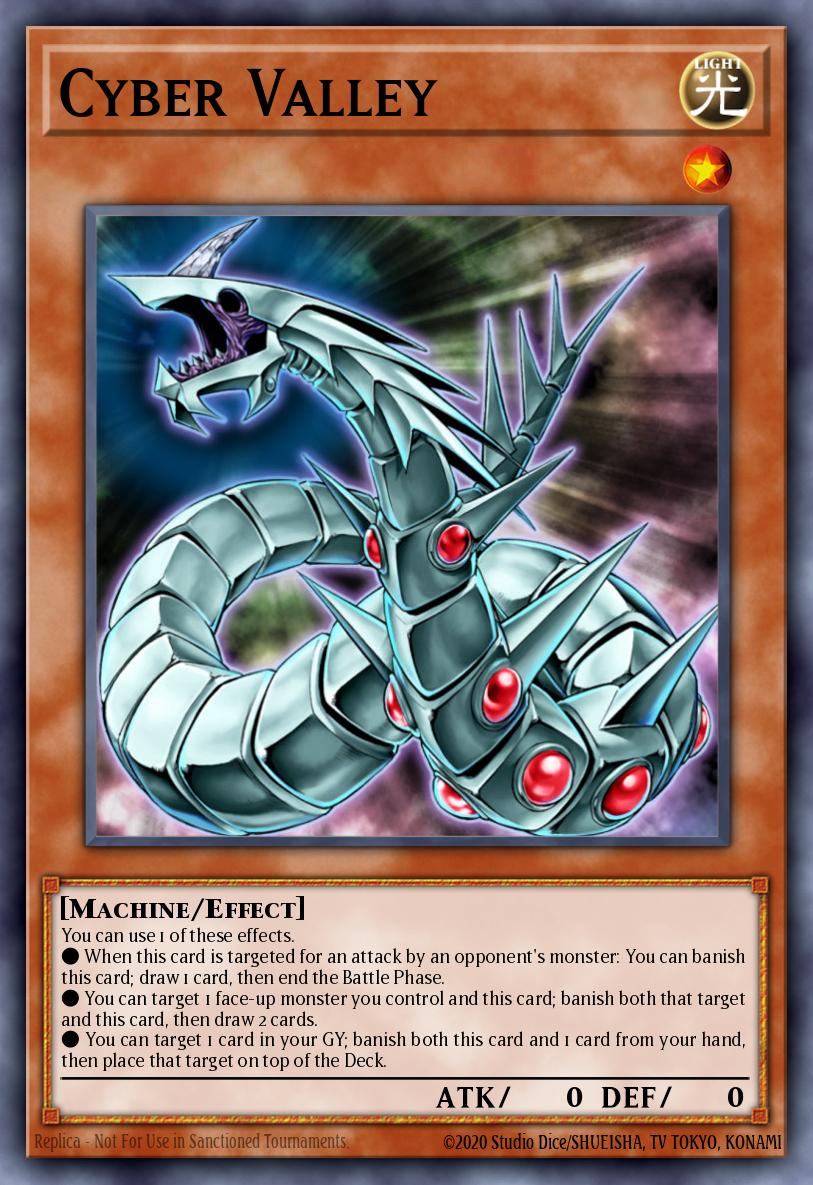 Cyber Valley
LIGHT
光
[Machine/Effect]
You can use 1 of these effects.
● When this card is targeted for an attack by an opponent's monster: You can banish
this card; draw 1 card, then end the Battle Phase.
● You can target 1 face-up monster you control and this card; banish both that target
and this card, then draw 2 cards.
● You can target 1 card in your GY; banish both this card and 1 card from your hand,
then place that target on top of the Deck.
ATK/ 0 DEF/ 0
Replica - Not For Use in Sanctioned Tournaments.
©2020 Studio Dice/SHUEISHA, TV TOKYO, KONAMI